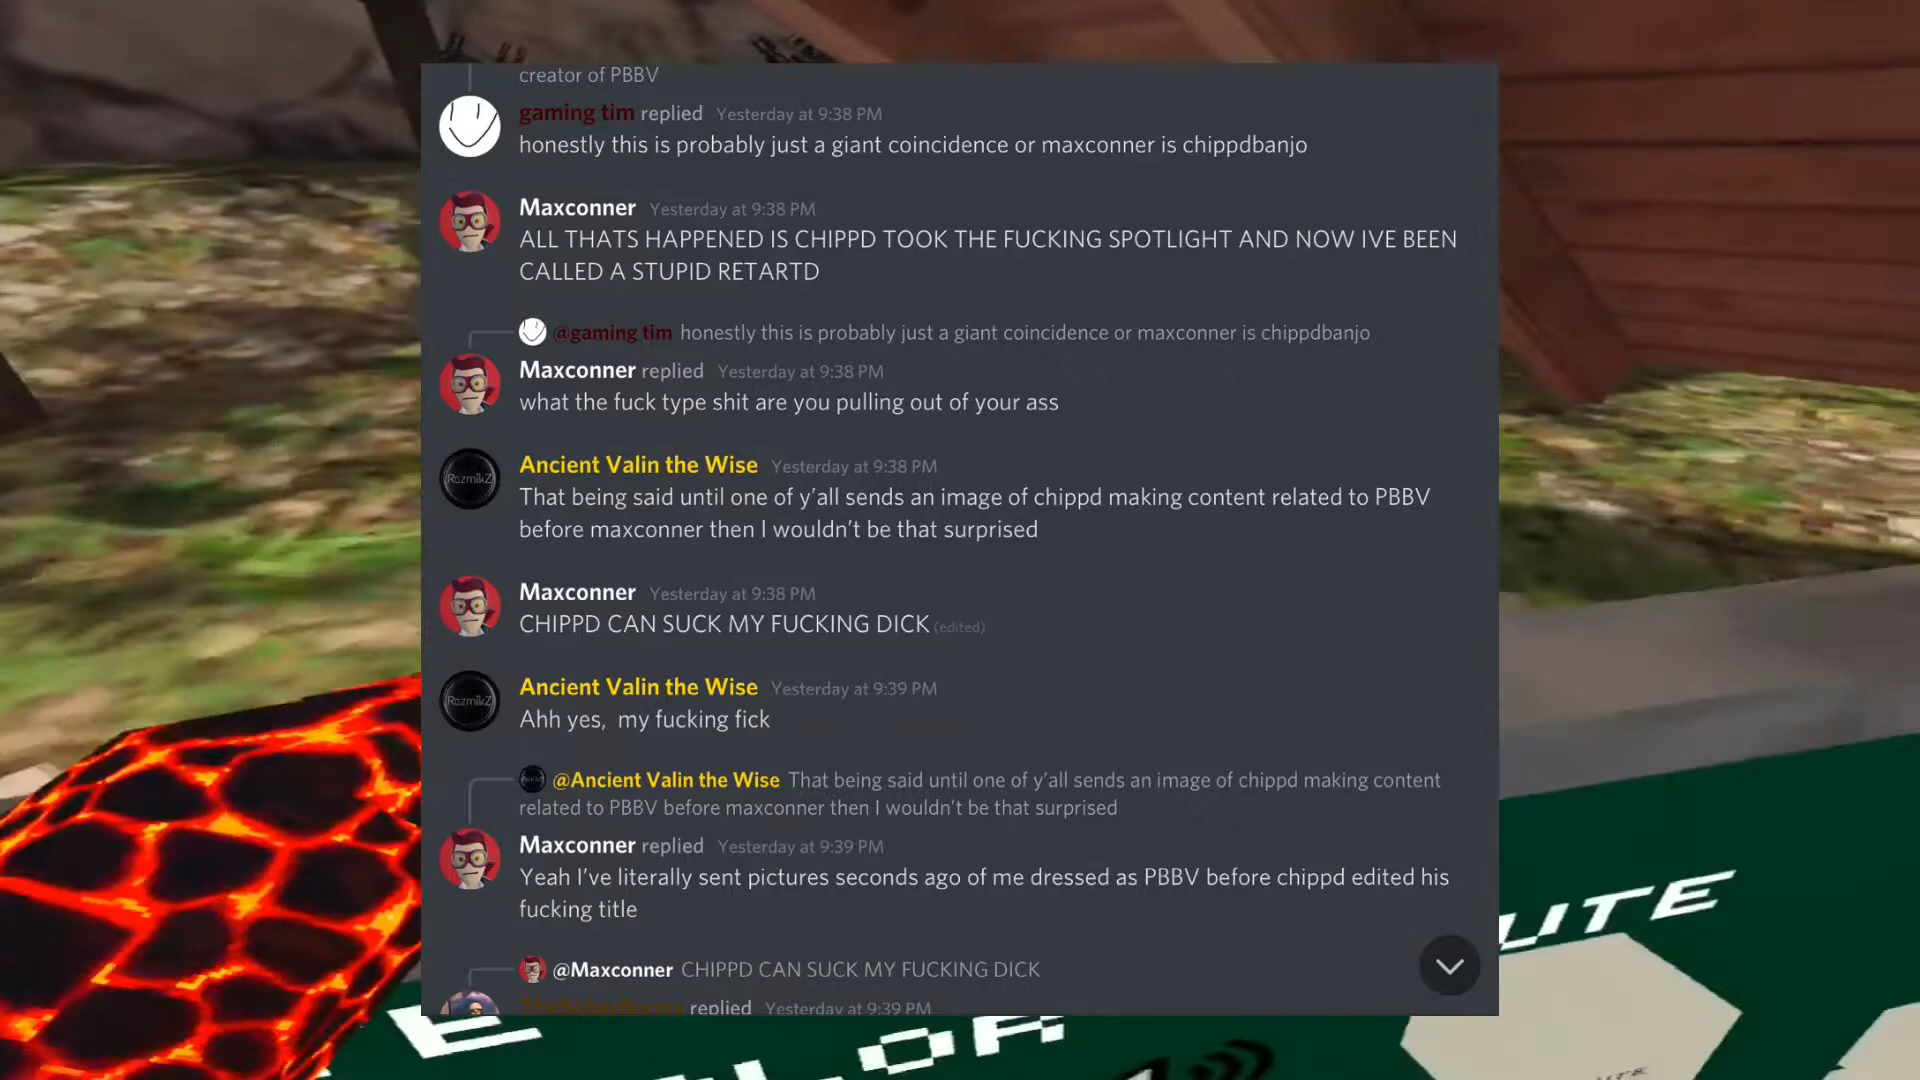 creator of PBBV
gaming tim replied Yesterday at 9:38 PM
honestly this is probably just a giant coincidence or maxconner is chippdbanjo
Maxconner Yesterday at 9:38 PM
ALL THATS HAPPENED IS CHIPPD TOOK THE FUCKING SPOTLIGHT AND NOW IVE BEEN
CALLED A STUPID RETARTD
@gaming tim honestly this is probably just a giant coincidence or maxconner is chippdbanjo
Maxconner replied Yesterday at 9:38 PM
what the fuck type shit are you pulling out of your ass
RozmikZ
Ancient Valin the Wise Yesterday at 9:38 PM
That being said until one of y'all sends an image of chippd making content related to PBBV
before maxconner then I wouldn't be that surprised
Maxconner Yesterday at 9:38 PM
CHIPPD CAN SUCK MY FUCKING DICK (edited)
RozmikZ
Ancient Valin the Wise Yesterday at 9:39 PM
Ahh yes, my fucking fick
@Ancient Valin the Wise That being said until one of y'all sends an image of chippd making content
related to PBBV before maxconner then I wouldn't be that surprised
Maxconner replied Yesterday at 9:39 PM
Yeah I've literally sent pictures seconds ago of me dressed as PBBV before chippd edited his
fucking title
@Maxconner CHIPPD CAN SUCK MY FUCKING DICK
replied Yesterday at 9:39 PM